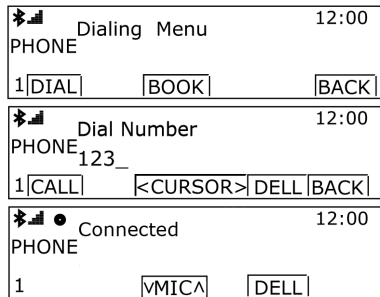 12:00
Dialing Menu
PHONE
1 DIAL BOOK BACK
12:00
Dial Number
PHONE
123_
1 CALL <CURSOR> DELL BACK
12:00
Connected
PHONE
1 ∨MIC∧ DELL